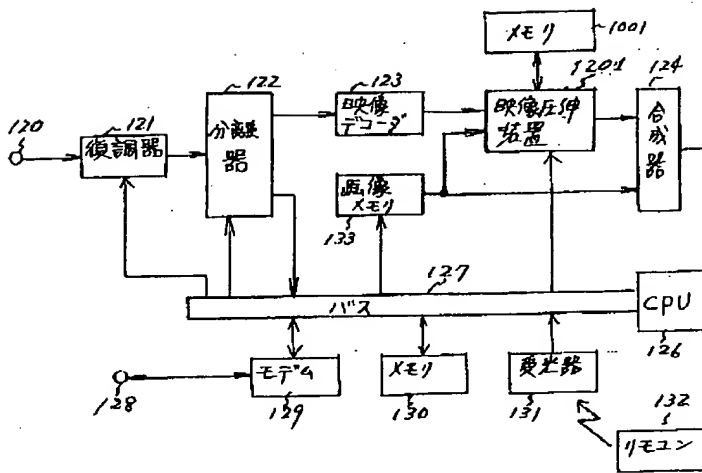 メモリ
1001
120
121
復調器
122
分離
器
123
映像
デコーダ
1201
映像圧伸
装置
124
合
成
器
画像
メモリ
133
127
バス
CPU
126
128
モデム
129
メモリ
130
受光器
131
132
リモコン